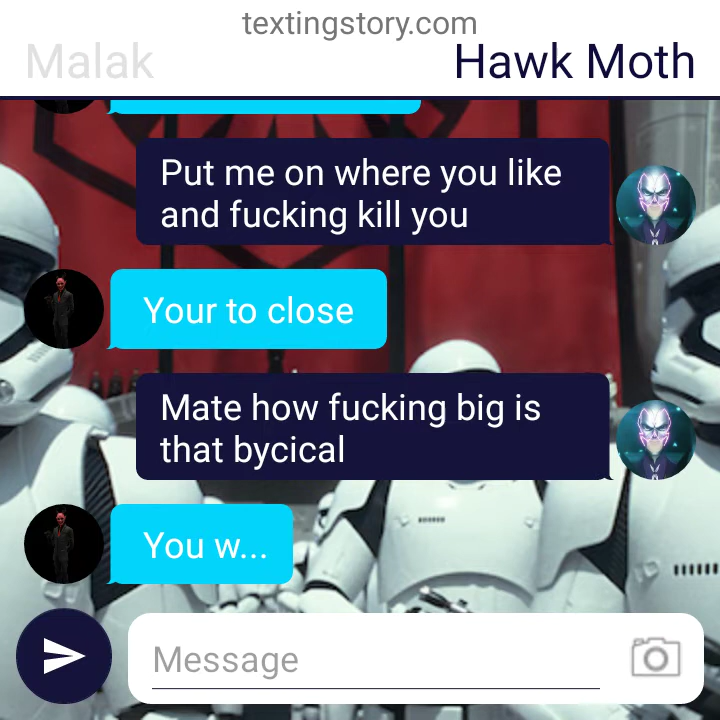 textingstory.com
Malak
Hawk Moth
Put me on where you like
and fucking kill you
Your to close
Mate how fucking big is
that bycical
You w...
Message